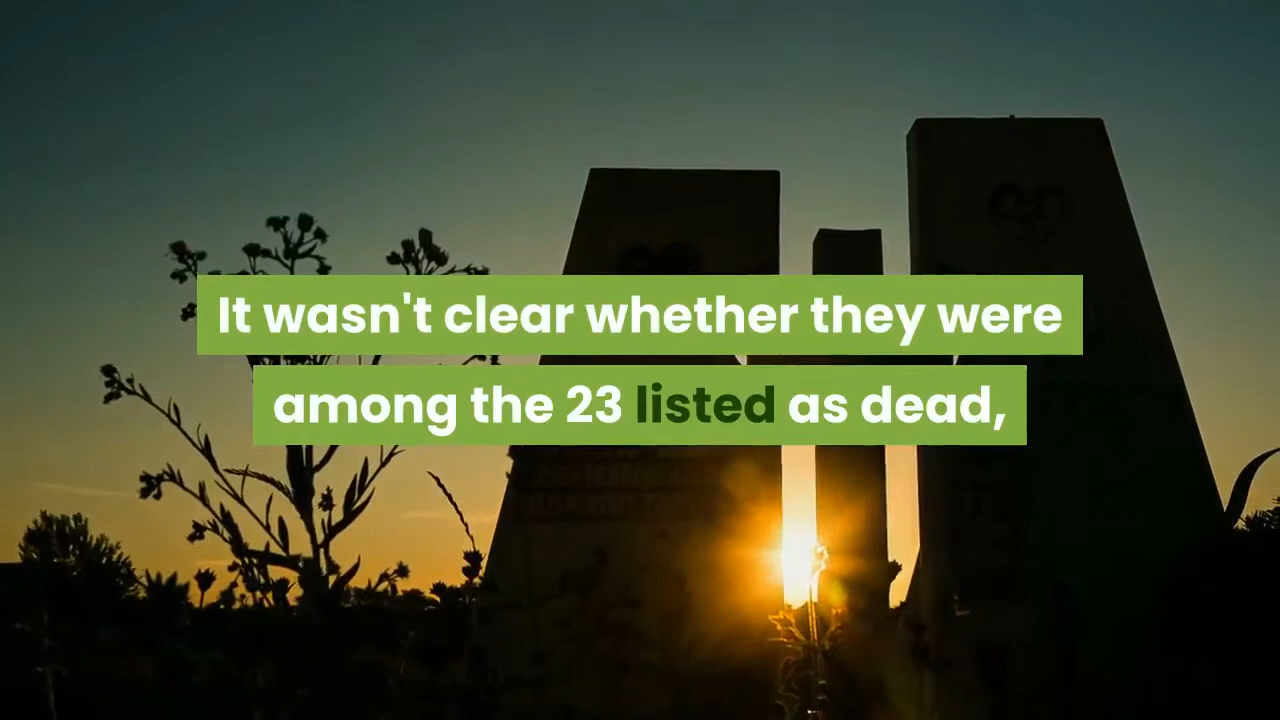 It wasn't clear whether they were
among the 23 listed as dead,